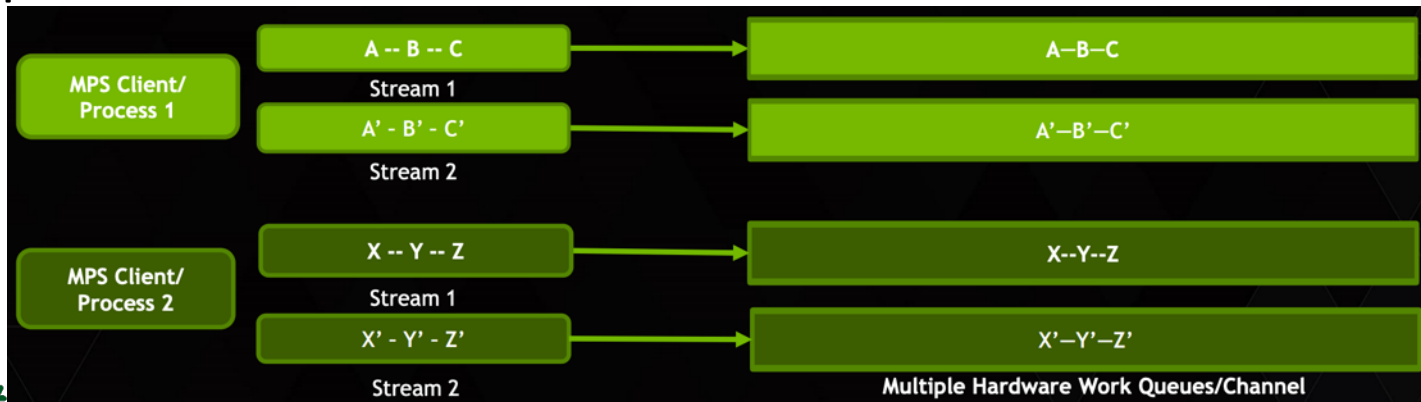 MPS Client/
Process 1
A -- B -- C
Stream 1
A' - B' - C'
Stream 2
A—B—C
A'—B'—C'
MPS Client/
Process 2
X -- Y -- Z
Stream 1
X' - Y' - Z'
Stream 2
X--Y--Z
X'—Y'—Z'
Multiple Hardware Work Queues/Channel